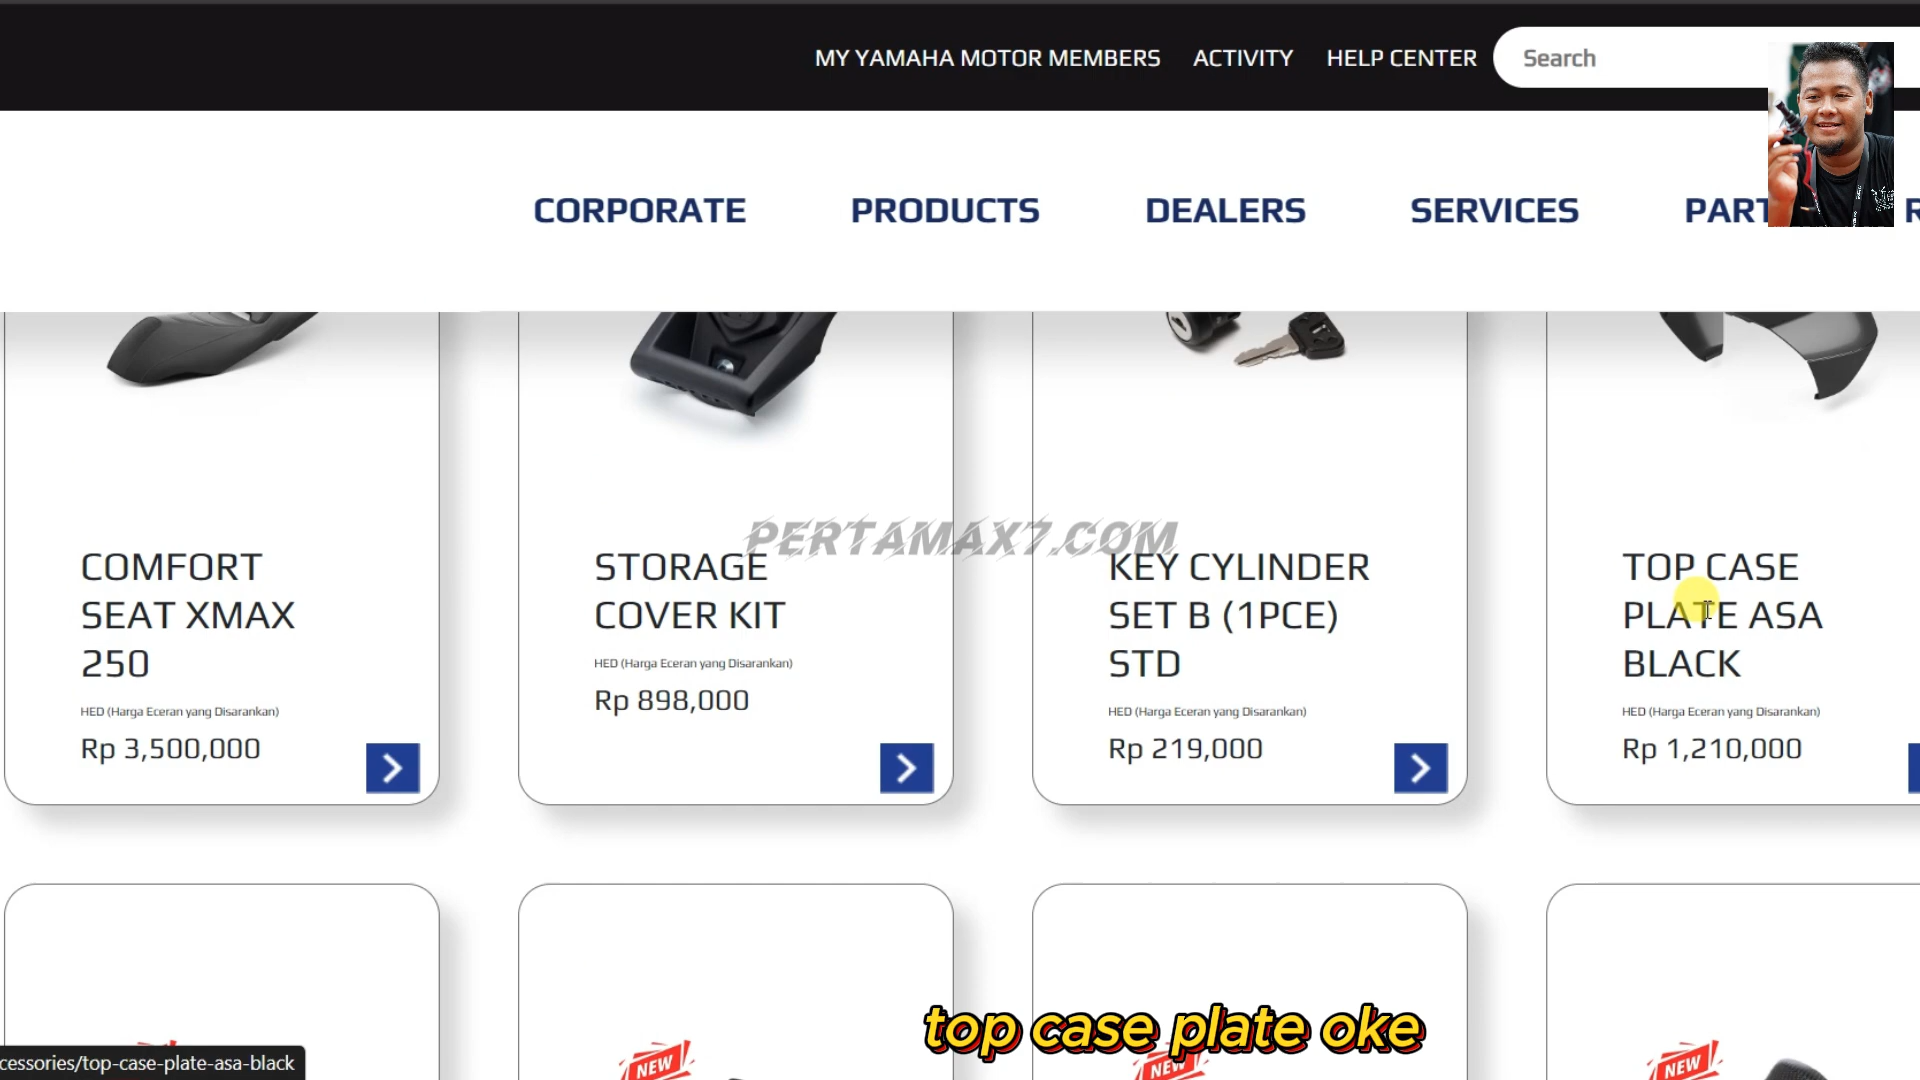 MY YAMAHA MOTOR MEMBERS ACTIVITY HELP CENTER Search
CORPORATE PRODUCTS DEALERS SERVICES PART
PERTAMAX7.COM
COMFORT
SEAT XMAX
250
HED (Harga Eceran yang Disarankan)
Rp 3,500,000
STORAGE
COVER KIT
HED (Harga Eceran yang Disarankan)
Rp 898,000
KEY CYLINDER
SET B (1PCE)
STD
HED (Harga Eceran yang Disarankan)
Rp 219,000
TOP CASE
PLATE ASA
BLACK
HED (Harga Eceran yang Disarankan)
Rp 1,210,000
top case plate oke
NEW
NEW
NEW
cessories/top-case-plate-asa-black